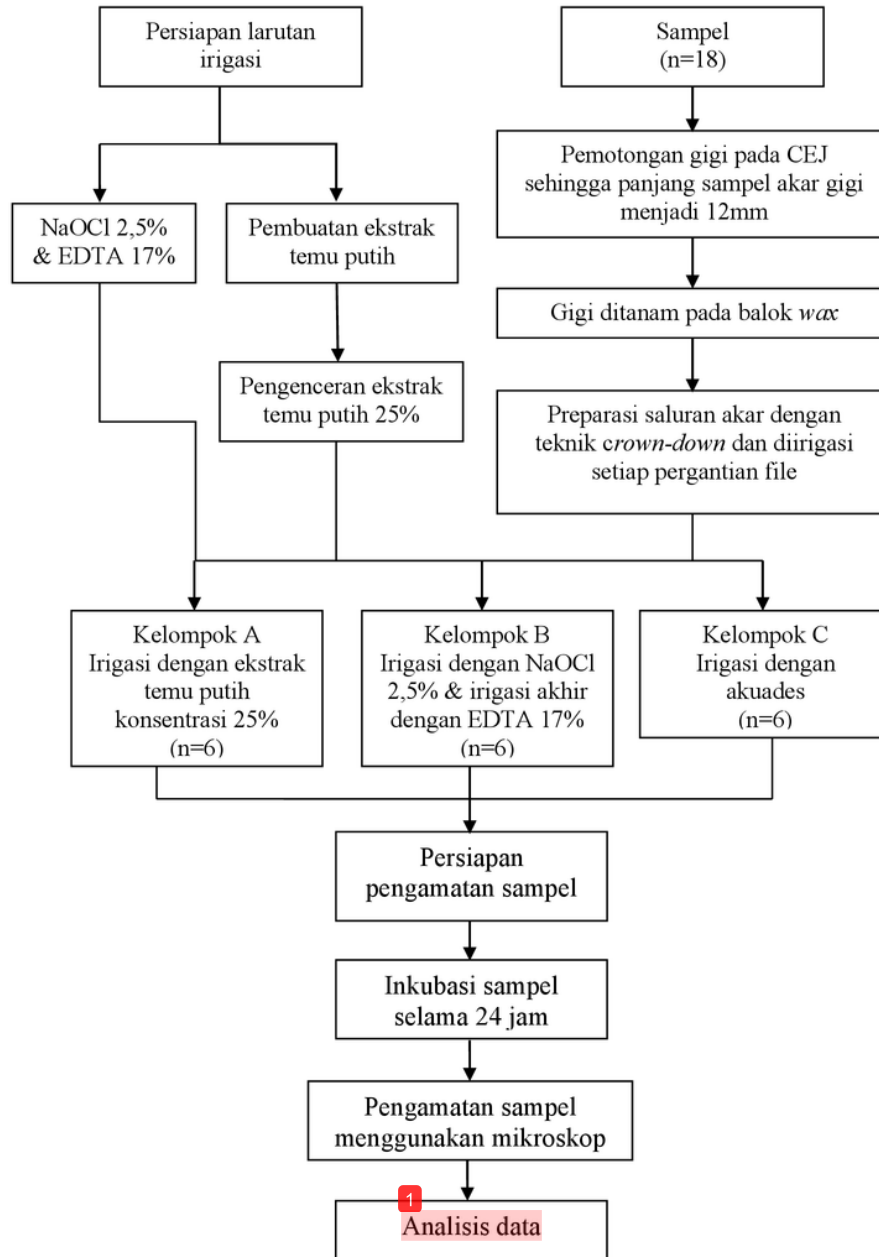 Persiapan larutan
irigasi
Sampel
(n=18)
Pemotongan gigi pada CEJ
sehingga panjang sampel akar gigi
menjadi 12mm
NaOCl 2,5%
& EDTA 17%
Pembuatan ekstrak
temu putih
Gigi ditanam pada balok wax
Pengenceran ekstrak
temu putih 25%
Preparasi saluran akar dengan
teknik crown-down dan diirigasi
setiap pergantian file
Kelompok A
Irigasi dengan ekstrak
temu putih
konsentrasi 25%
(n=6)
Kelompok B
Irigasi dengan NaOCl
2,5% & irigasi akhir
dengan EDTA 17%
(n=6)
Kelompok C
Irigasi dengan
akuades
(n=6)
Persiapan
pengamatan sampel
Inkubasi sampel
selama 24 jam
Pengamatan sampel
menggunakan mikroskop
1
Analisis data